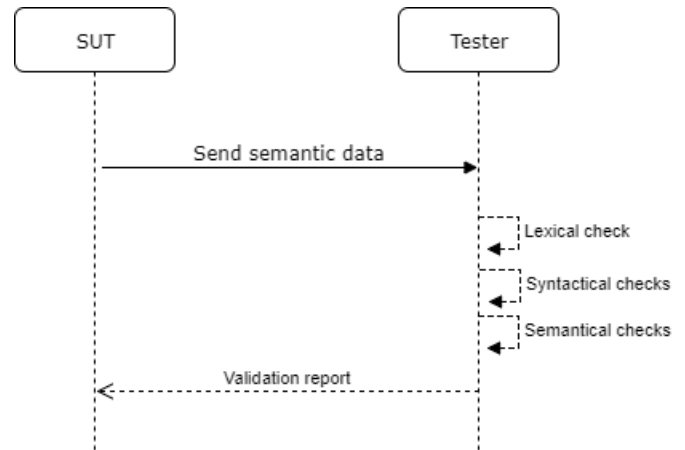 SUT
Tester
Send semantic data
Lexical check
Syntactical checks
Semantical checks
Validation report